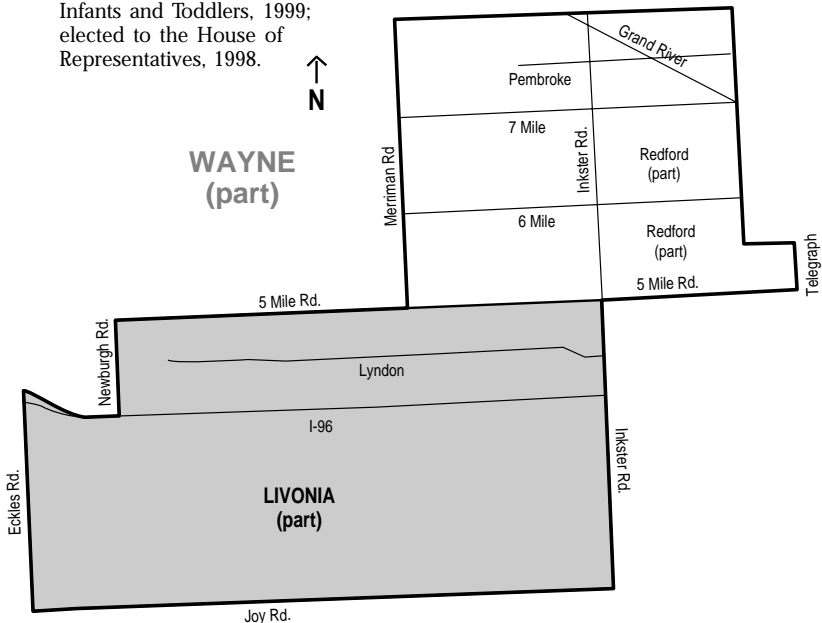 Infants and Toddlers, 1999;
elected to the House of
Representatives, 1998.
N
WAYNE
(part)
Grand River
Pembroke
7 Mile
Inkster Rd.
Merriman Rd
Redford
(part)
6 Mile
Redford
(part)
5 Mile Rd.
Telegraph
5 Mile Rd.
Newburgh Rd.
Lyndon
I-96
Eckles Rd.
LIVONIA
(part)
Inkster Rd.
Joy Rd.